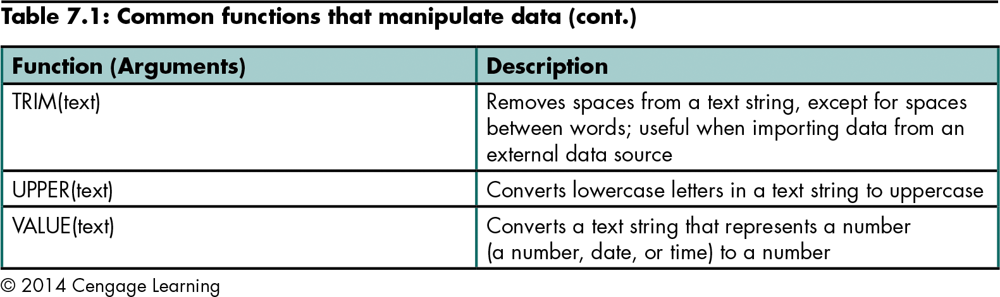 Table 7.1: Common functions that manipulate data (cont.)
Function (Arguments) Description
TRIM(text) Removes spaces from a text string, except for spaces
between words; useful when importing data from an
external data source
UPPER(text) Converts lowercase letters in a text string to uppercase
VALUE(text) Converts a text string that represents a number
(a number, date, or time) to a number
© 2014 Cengage Learning